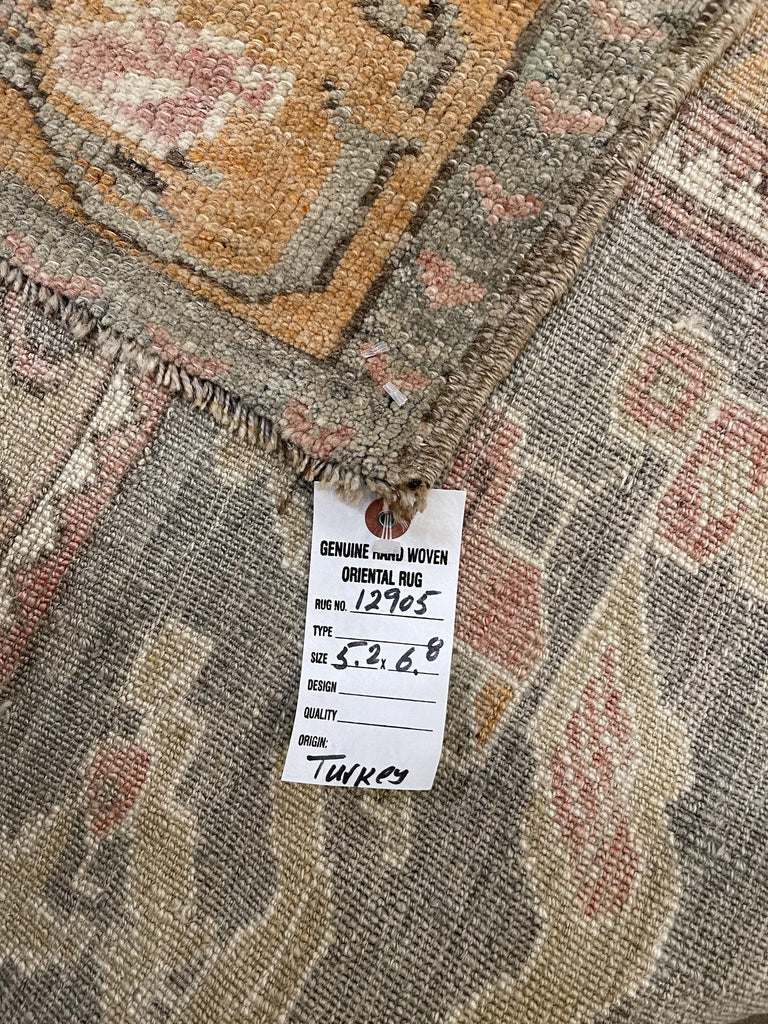 GENUINE HAND WOVEN
ORIENTAL RUG
RUG NO. 12905
TYPE
SIZE 5.2 x 6.8
DESIGN
QUALITY
ORIGIN:
Turkey